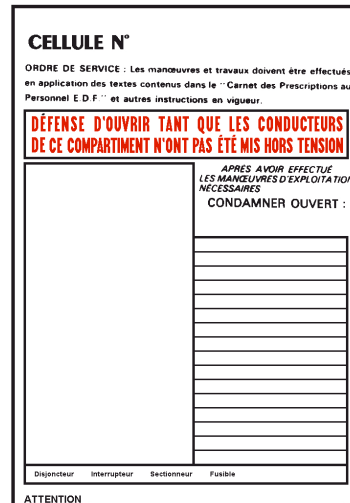 CELLULE N°
ORDRE DE SERVICE : Les manœuvres et travaux doivent être effectués
en application des textes contenus dans le "Carnet des Prescriptions au
Personnel E.D.F." et autres instructions en vigueur.
DÉFENSE D'OUVRIR TANT QUE LES CONDUCTEURS
DE CE COMPARTIMENT N'ONT PAS ÉTÉ MIS HORS TENSION
APRÈS AVOIR EFFECTUÉ
LES MANŒUVRES D'EXPLOITATION
NÉCESSAIRES
CONDAMNER OUVERT :
Disjoncteur Interrupteur Sectionneur Fusible
ATTENTION